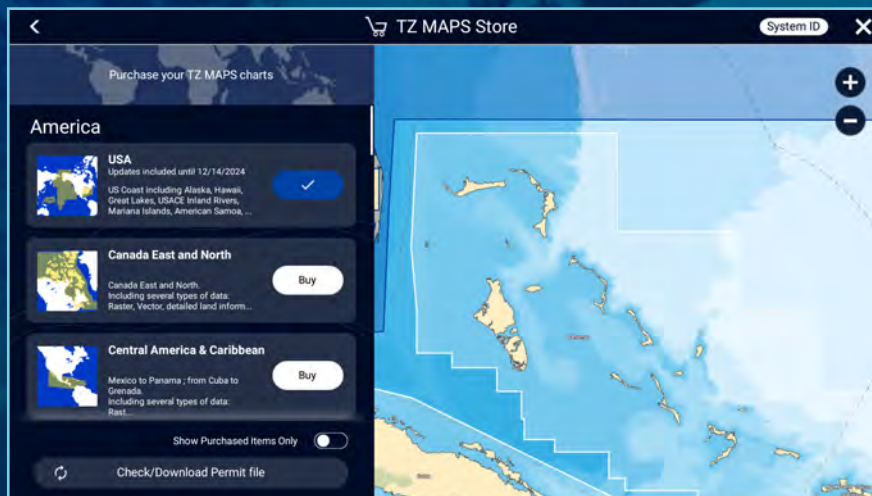 TZ MAPS Store
System ID
Purchase your TZ MAPS charts
America
USA
Updates included until 12/14/2024
US Coast including Alaska, Hawaii,
Great Lakes, USACE Inland Rivers,
Mariana Islands, American Samoa, ...
Canada East and North
Canada East and North.
Including several types of data:
Raster, Vector, detailed land inform...
Buy
Central America & Caribbean
Mexico to Panama ; from Cuba to
Grenada.
Including several types of data:
Rast...
Buy
Show Purchased Items Only
Check/Download Permit file